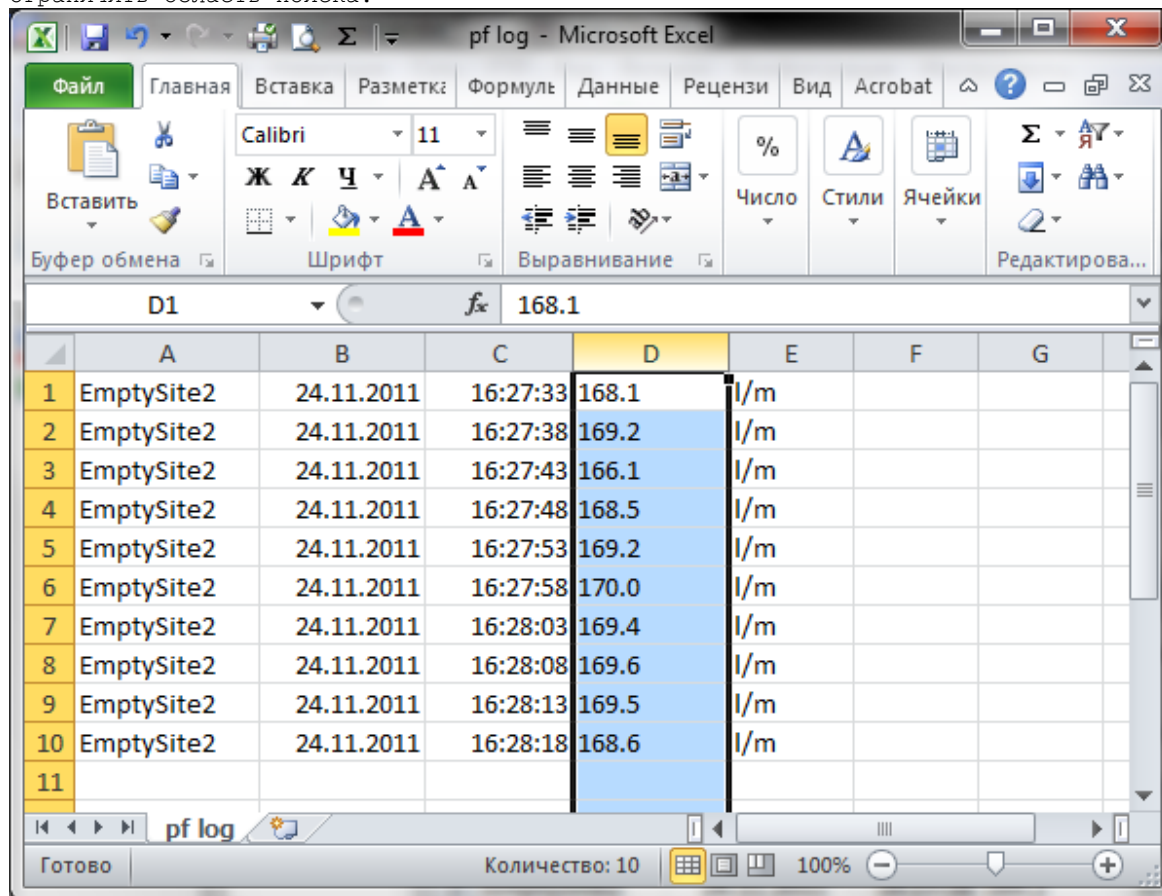 ограничить область поиска.
pf log - Microsoft Excel
Файл Главная Вставка Разметка Формуль Данные Рецензи Вид Acrobat
Calibri 11
Ж К Ч
Вставить
% Число Стили Ячейки
Буфер обмена Шрифт Выравнивание Редактирова...
D1 fx 168.1
A B C D E F G
1 EmptySite2 24.11.2011 16:27:33 168.1 l/m
2 EmptySite2 24.11.2011 16:27:38 169.2 l/m
3 EmptySite2 24.11.2011 16:27:43 166.1 l/m
4 EmptySite2 24.11.2011 16:27:48 168.5 l/m
5 EmptySite2 24.11.2011 16:27:53 169.2 l/m
6 EmptySite2 24.11.2011 16:27:58 170.0 l/m
7 EmptySite2 24.11.2011 16:28:03 169.4 l/m
8 EmptySite2 24.11.2011 16:28:08 169.6 l/m
9 EmptySite2 24.11.2011 16:28:13 169.5 l/m
10 EmptySite2 24.11.2011 16:28:18 168.6 l/m
11
pf log
Готово Количество: 10 100%